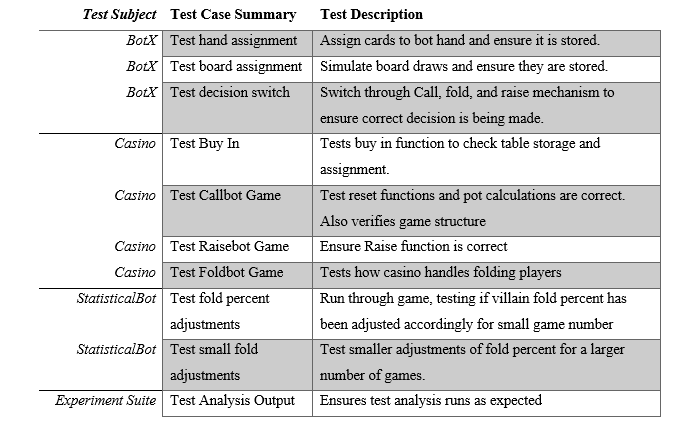 Test Subject Test Case Summary Test Description
BotX Test hand assignment Assign cards to bot hand and ensure it is stored.
BotX Test board assignment Simulate board draws and ensure they are stored.
BotX Test decision switch Switch through Call, fold, and raise mechanism to
ensure correct decision is being made.
Casino Test Buy In Tests buy in function to check table storage and
assignment.
Casino Test Callbot Game Test reset functions and pot calculations are correct.
Also verifies game structure
Casino Test Raisebot Game Ensure Raise function is correct
Casino Test Foldbot Game Tests how casino handles folding players
StatisticalBot Test fold percent Run through game, testing if villain fold percent has
adjustments been adjusted accordingly for small game number
StatisticalBot Test small fold Test smaller adjustments of fold percent for a larger
adjustments number of games.
Experiment Suite Test Analysis Output Ensures test analysis runs as expected